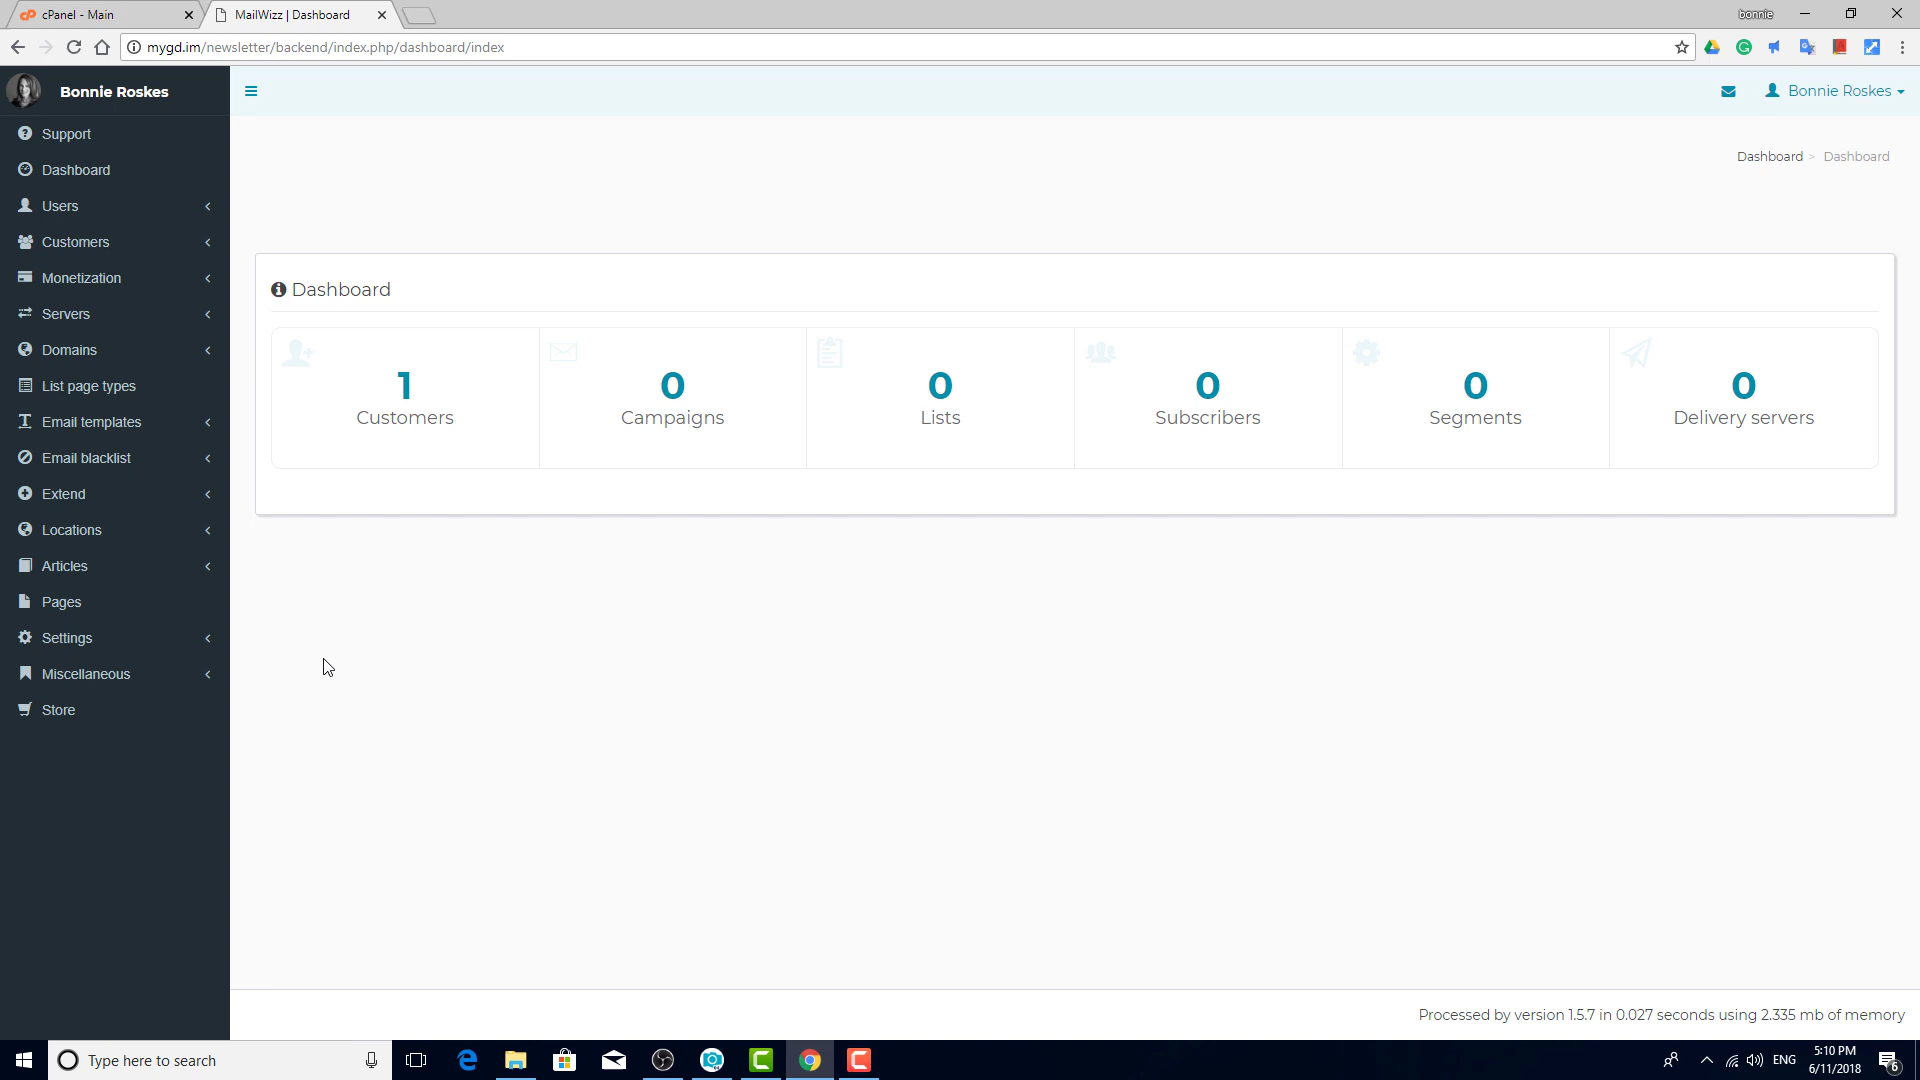 cPanel - Main
MailWizz | Dashboard
bonnie
mygd.im/newsletter/backend/index.php/dashboard/index
Bonnie Roskes
Bonnie Roskes
Support
Dashboard
Users
Customers
Monetization
Servers
Domains
List page types
Email templates
Email blacklist
Extend
Locations
Articles
Pages
Settings
Miscellaneous
Store
Dashboard > Dashboard
Dashboard
1
Customers
0
Campaigns
0
Lists
0
Subscribers
0
Segments
0
Delivery servers
Processed by version 1.5.7 in 0.027 seconds using 2.335 mb of memory
Type here to search
ENG
5:10 PM
6/11/2018
6